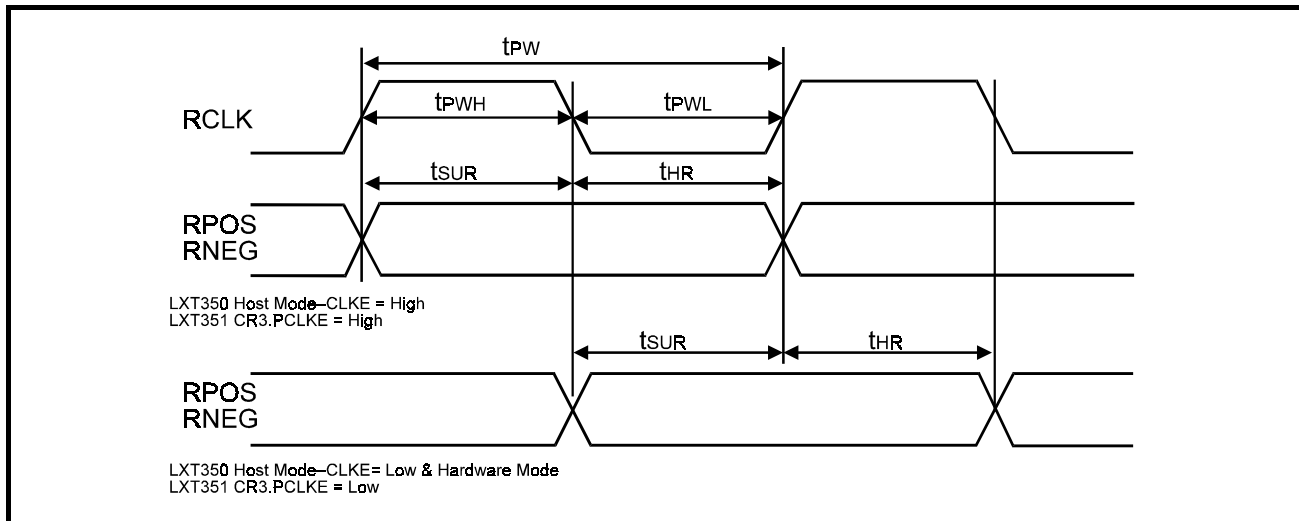 tPW
tPWH
tPWL
RCLK
tSUR
tHR
RPOS
RNEG
LXT350 Host Mode–CLKE = High
LXT351 CR3.PCLKE = High
tSUR
tHR
RPOS
RNEG
LXT350 Host Mode–CLKE= Low & Hardware Mode
LXT351 CR3.PCLKE = Low